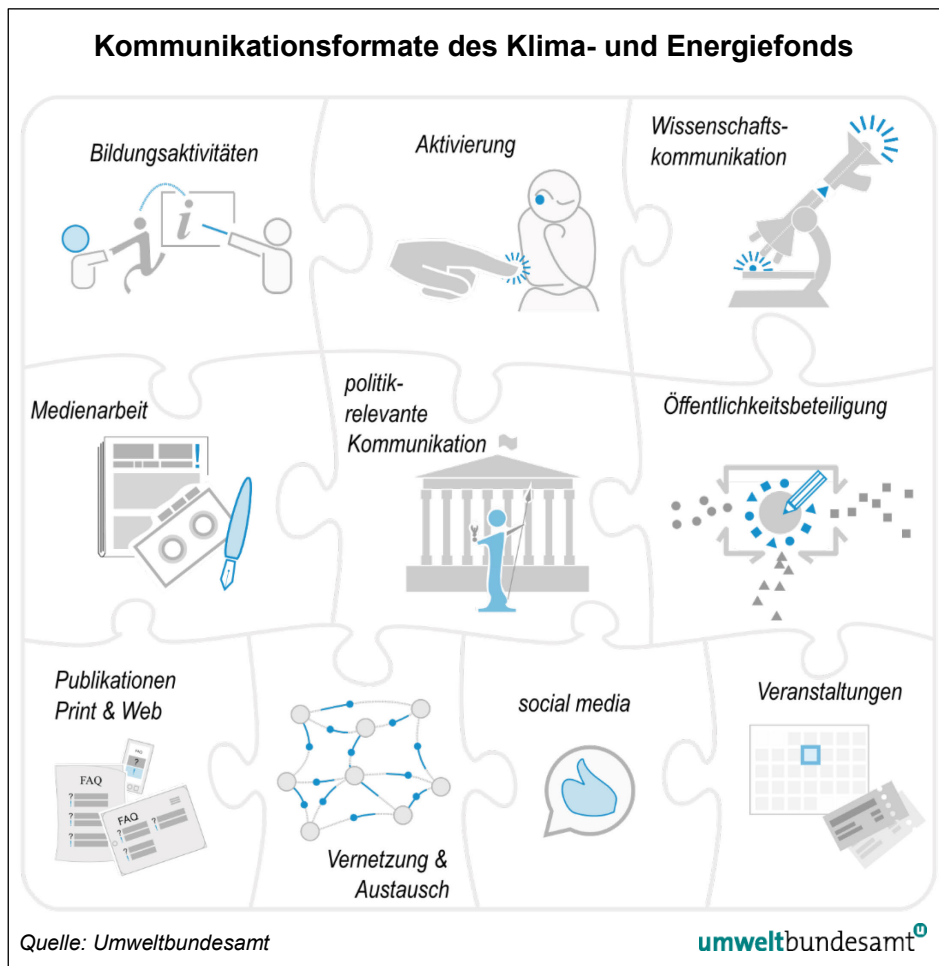 Kommunikationsformate des Klima- und Energiefonds
Bildungsaktivitäten
Aktivierung
Wissenschafts-
kommunikation
i
Medienarbeit
!
politik-
relevante
Kommunikation
Öffentlichkeitsbeteiligung
Publikationen
Print & Web
FAQ
?
!
FAQ
?
!
?
!
?
!
FAQ
?
!
?
!
?
!
Vernetzung &
Austausch
social media
Veranstaltungen
Quelle: Umweltbundesamt
umweltbundesamt
u